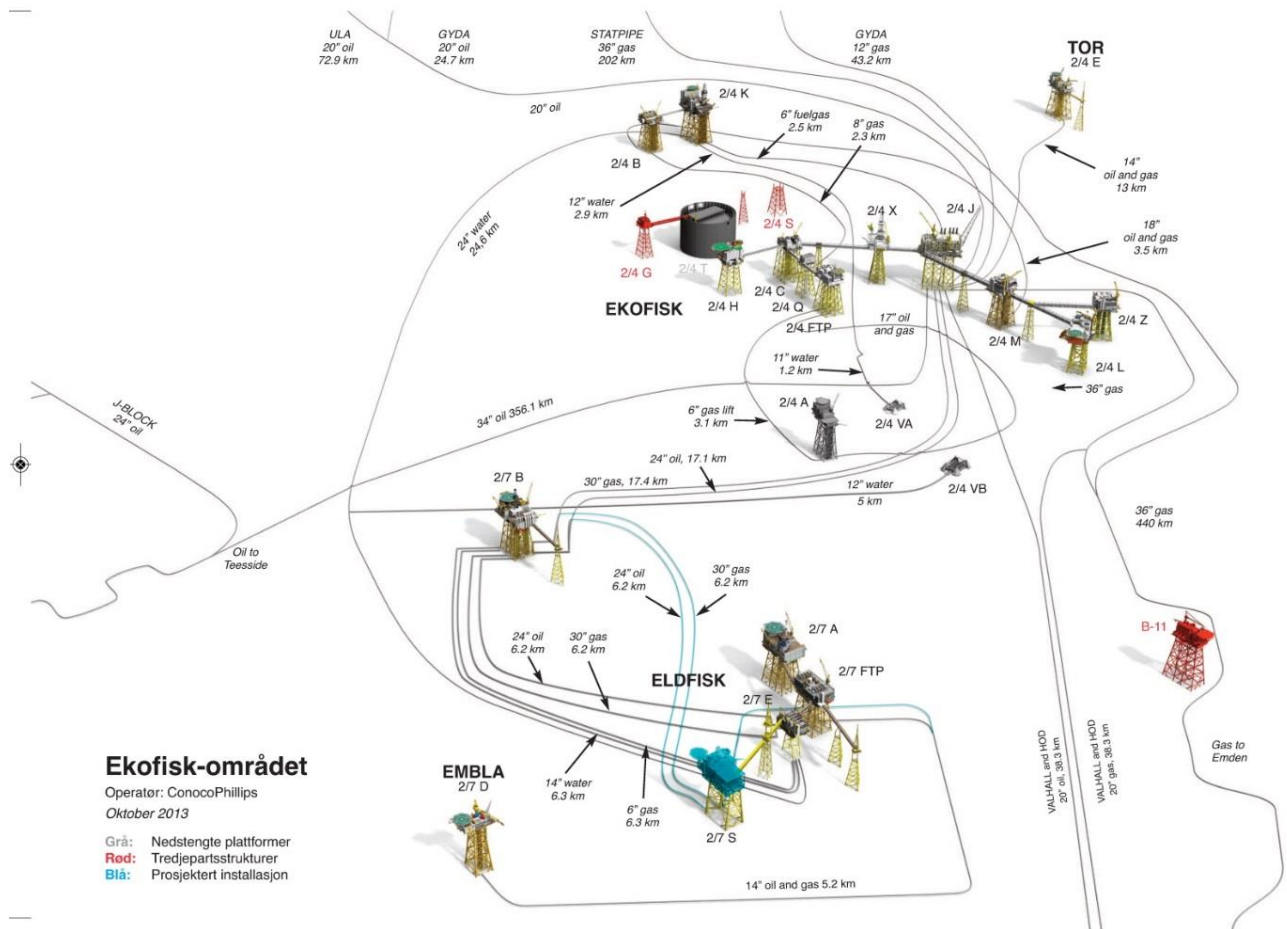 ULA
20" oil
72.9 km
GYDA
20" oil
24.7 km
STATPIPE
36" gas
202 km
GYDA
12" gas
43.2 km
TOR
2/4 E
20" oil
2/4 K
6" fuelgas
2.5 km
8" gas
2.3 km
2/4 B
14"
oil and gas
13 km
12" water
2.9 km
24" water
24,6 km
2/4 S
2/4 X
2/4 J
18"
oil and gas
3.5 km
2/4 G
2/4 T
2/4 H
2/4 C
2/4 Q
2/4 FTP
EKOFISK
17" oil
and gas
2/4 M
2/4 Z
2/4 L
11" water
1.2 km
36" gas
J-BLOCK
24" oil
34" oil 356.1 km
6" gas lift
3.1 km
2/4 A
2/4 VA
24" oil, 17.1 km
2/7 B
30" gas, 17.4 km
12" water
5 km
2/4 VB
36" gas
440 km
Oil to
Teesside
24" oil
6.2 km
30" gas
6.2 km
B-11
2/7 A
24" oil
6.2 km
30" gas
6.2 km
ELDFISK
2/7 FTP
2/7 E
Gas to
Emden
VALHALL and HOD
20" oil, 38.3 km
VALHALL and HOD
20" gas, 38.3 km
14" water
6.3 km
6" gas
6.3 km
EMBLA
2/7 D
2/7 S
14" oil and gas 5.2 km
Ekofisk-området
Operatør: ConocoPhillips
Oktober 2013
Grå: Nedstengte plattformer
Rød: Tredjepartsstrukturer
Blå: Prosjektert installasjon